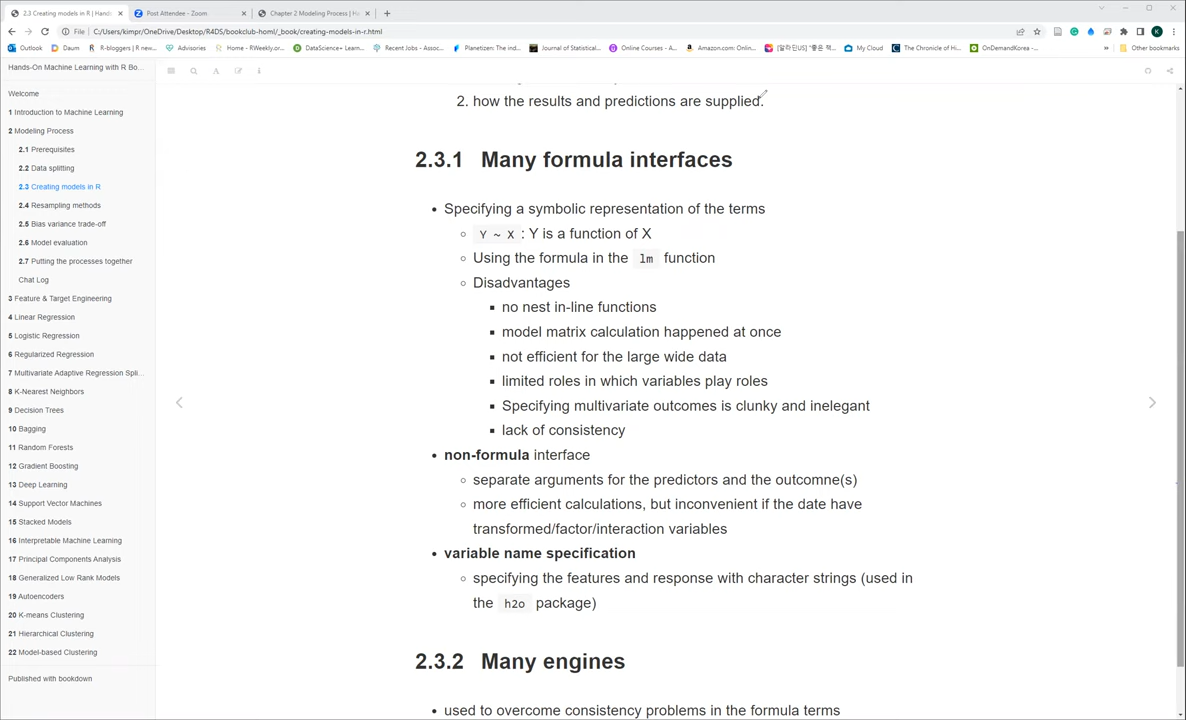 2.3 Creating models in R | Hands
Post Attendee - Zoom
Chapter 2 Modeling Process | H
File
C:/Users/kimpr/OneDrive/Desktop/R4DS/bookclub-homl/_book/creating-models-in-r.html
Outlook
Daum
R-bloggers | R new...
Advisories
Home - RWeekly.or...
DataScience+ Learn...
Recent Jobs - Assoc...
Planetizen: The ind...
Journal of Statistical...
Online Courses - A...
Amazon.com: Onlin...
My Cloud
The Chronicle of Hi...
OnDemandKorea -...
»
Other bookmarks
Hands-On Machine Learning with R Bo...
Welcome
1 Introduction to Machine Learning
2 Modeling Process
2.1 Prerequisites
2.2 Data splitting
2.3 Creating models in R
2.4 Resampling methods
2.5 Bias variance trade-off
2.6 Model evaluation
2.7 Putting the processes together
Chat Log
3 Feature & Target Engineering
4 Linear Regression
5 Logistic Regression
6 Regularized Regression
7 Multivariate Adaptive Regression Spli...
8 K-Nearest Neighbors
9 Decision Trees
10 Bagging
11 Random Forests
12 Gradient Boosting
13 Deep Learning
14 Support Vector Machines
15 Stacked Models
16 Interpretable Machine Learning
17 Principal Components Analysis
18 Generalized Low Rank Models
19 Autoencoders
20 K-means Clustering
21 Hierarchical Clustering
22 Model-based Clustering
Published with bookdown
2. how the results and predictions are supplied.
2.3.1 Many formula interfaces
• Specifying a symbolic representation of the terms
Y ~ X : Y is a function of X
Using the formula in the lm function
Disadvantages
no nest in-line functions
model matrix calculation happened at once
not efficient for the large wide data
limited roles in which variables play roles
Specifying multivariate outcomes is clunky and inelegant
lack of consistency
• non-formula interface
separate arguments for the predictors and the outcomne(s)
more efficient calculations, but inconvenient if the date have
transformed/factor/interaction variables
• variable name specification
specifying the features and response with character strings (used in
the h2o package)
2.3.2 Many engines
• used to overcome consistency problems in the formula terms